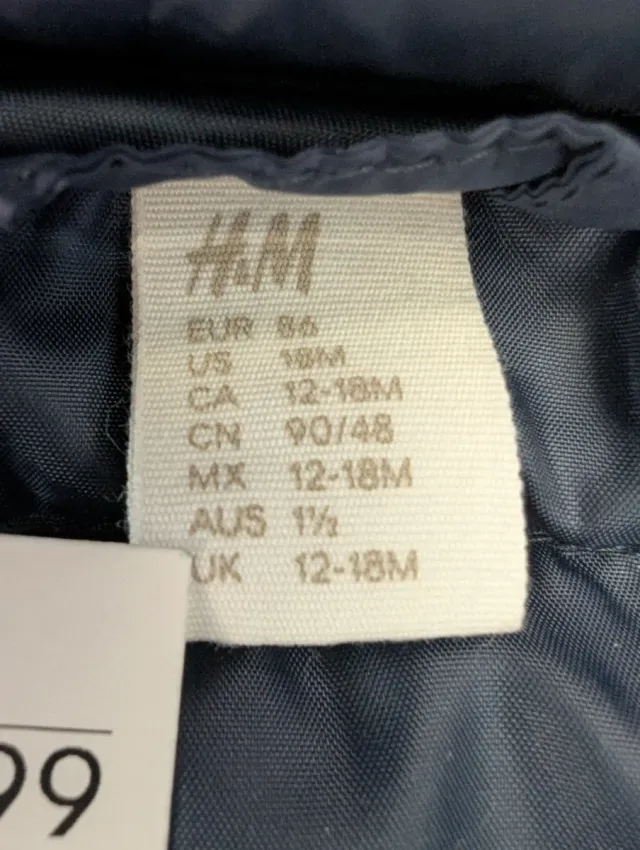 H&M
EUR 86
US 18M
CA 12-18M
CN 90/48
MX 12-18M
AUS 1½
UK 12-18M
99